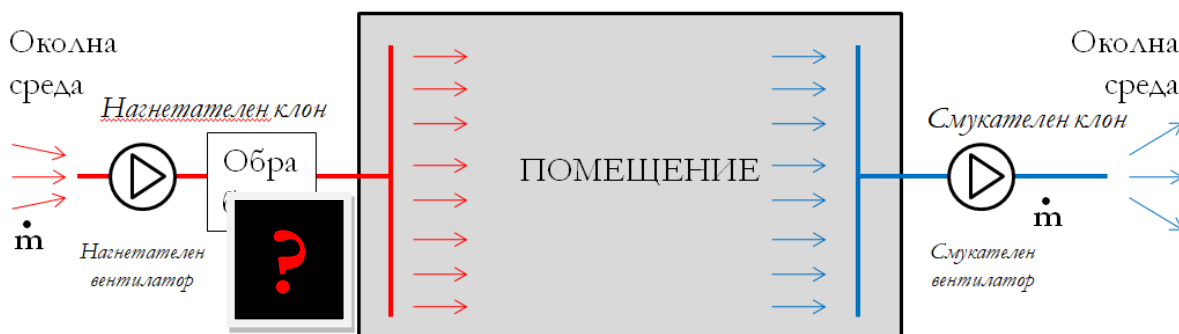 Околна
среда
Нагнетателен клон
Обра
ṁ
Нагнетателен
вентилатор
?
ПОМЕЩЕНИЕ
Околна
среда
Смукателен клон
ṁ
Смукателен
вентилатор